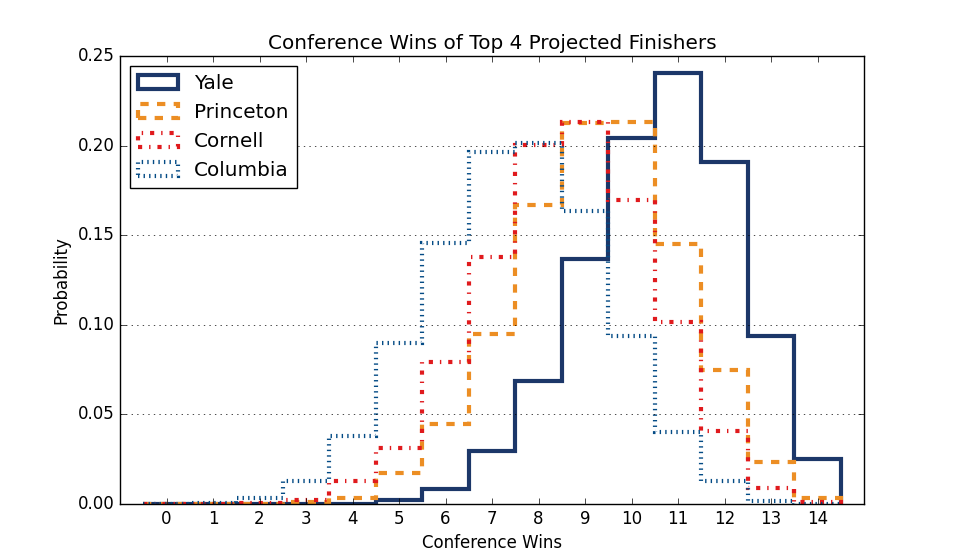 Conference Wins of Top 4 Projected Finishers
Yale
Princeton
Cornell
Columbia
0.25
0.20
0.15
0.10
0.05
0.00
Probability
0 1 2 3 4 5 6 7 8 9 10 11 12 13 14
Conference Wins